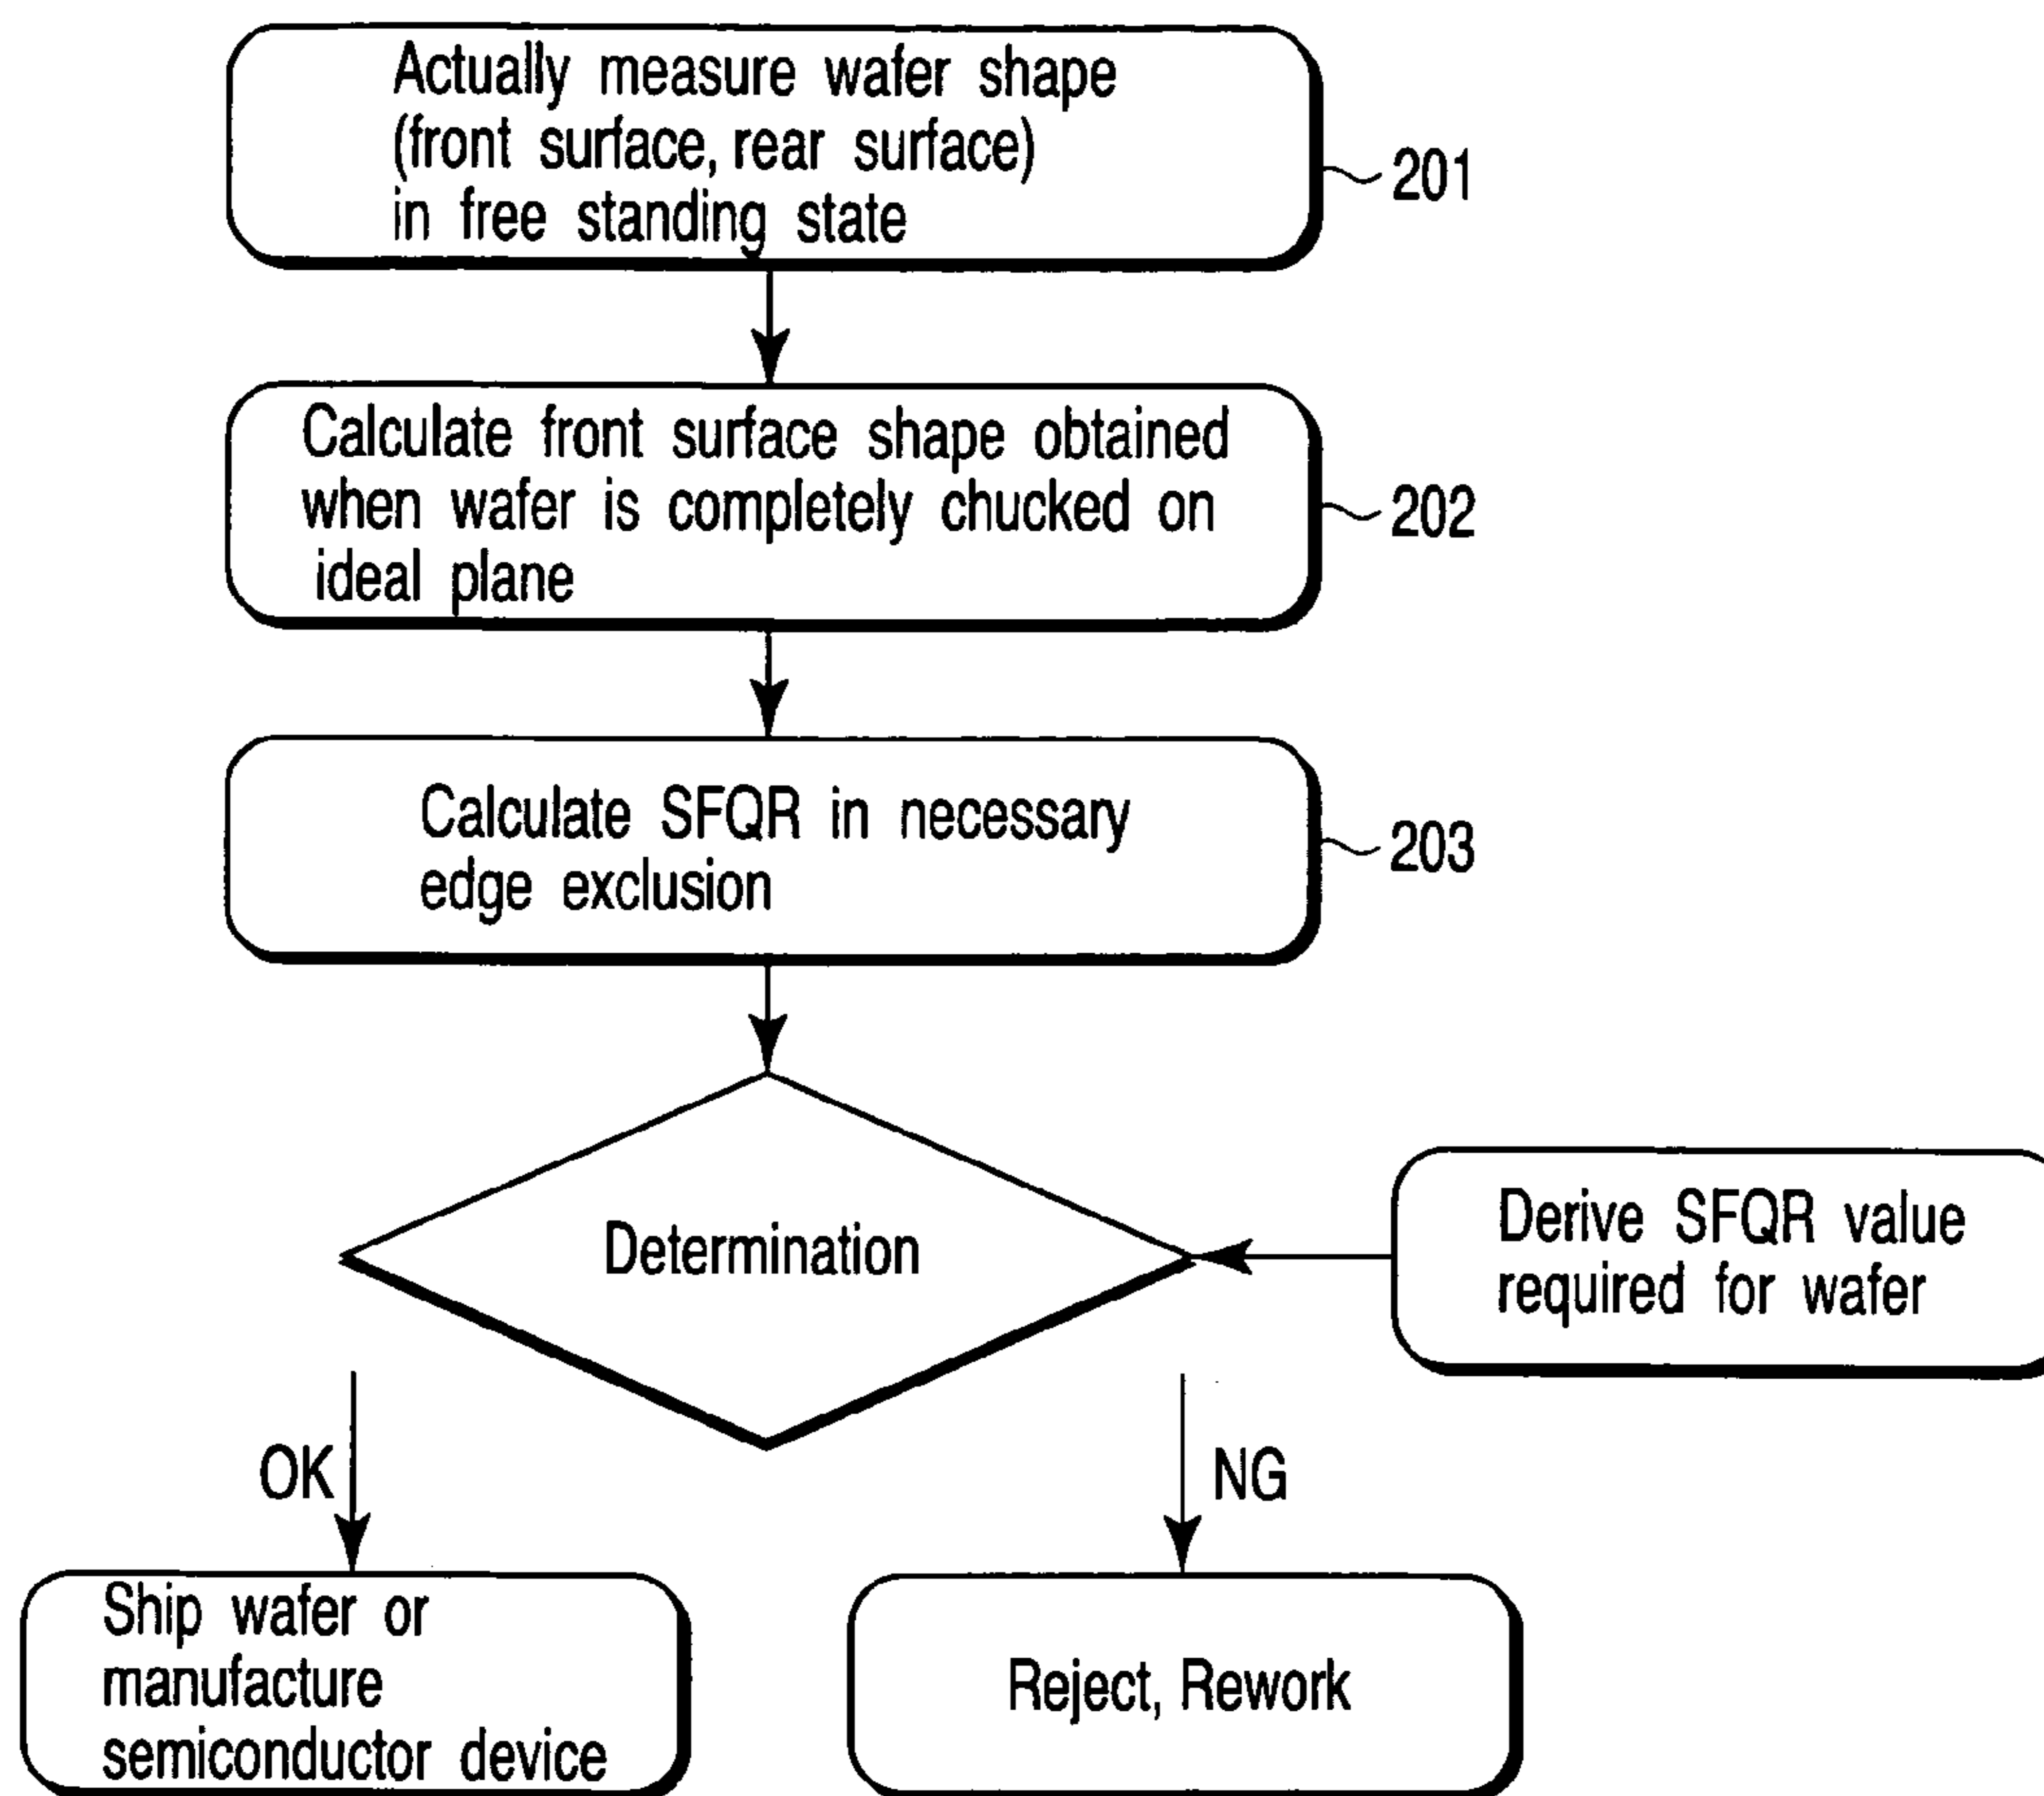 Actually measure wafer shape
(front surface, rear surface)
in free standing state
201
Calculate front surface shape obtained
when wafer is completely chucked on
ideal plane
202
Calculate SFQR in necessary
edge exclusion
203
Determination
Derive SFQR value
required for wafer
OK
NG
Ship wafer or
manufacture
semiconductor device
Reject, Rework